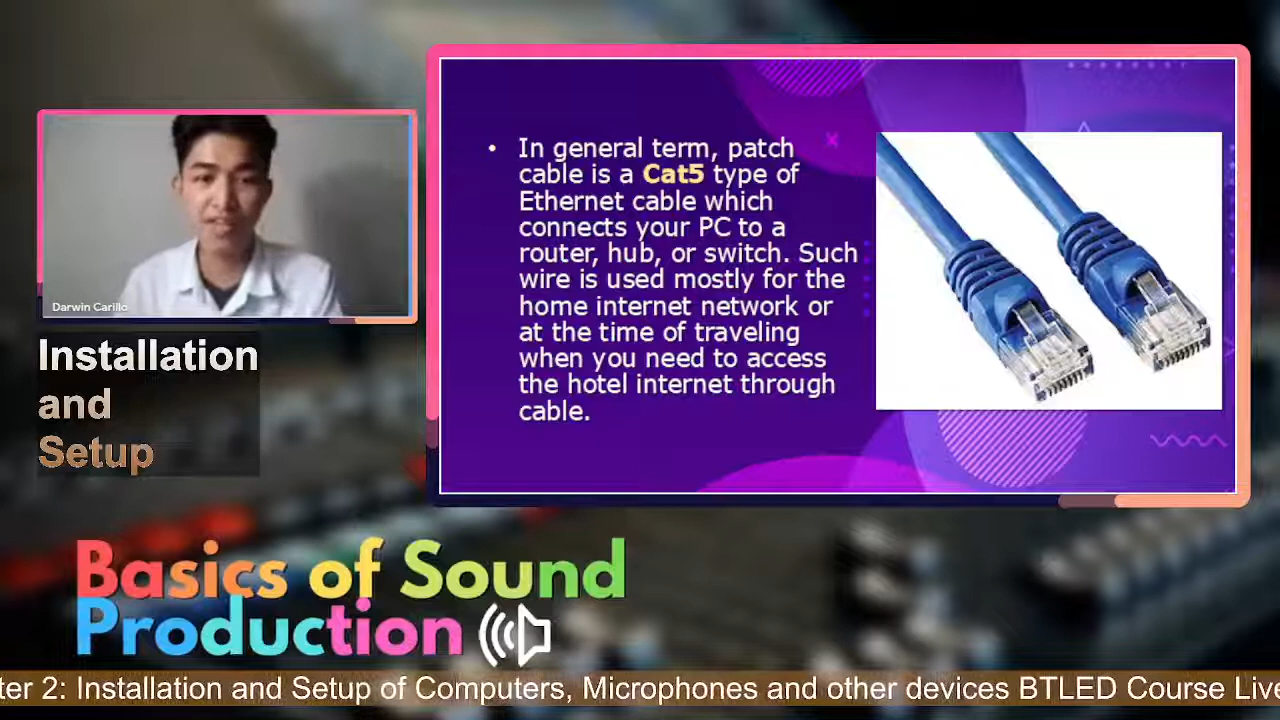 Darwin Carillo
Installation
and
Setup
• In general term, patch
cable is a Cat5 type of
Ethernet cable which
connects your PC to a
router, hub, or switch. Such
wire is used mostly for the
home internet network or
at the time of traveling
when you need to access
the hotel internet through
cable.
Basics of Sound
Production
ter 2: Installation and Setup of Computers, Microphones and other devices BTLED Course Live